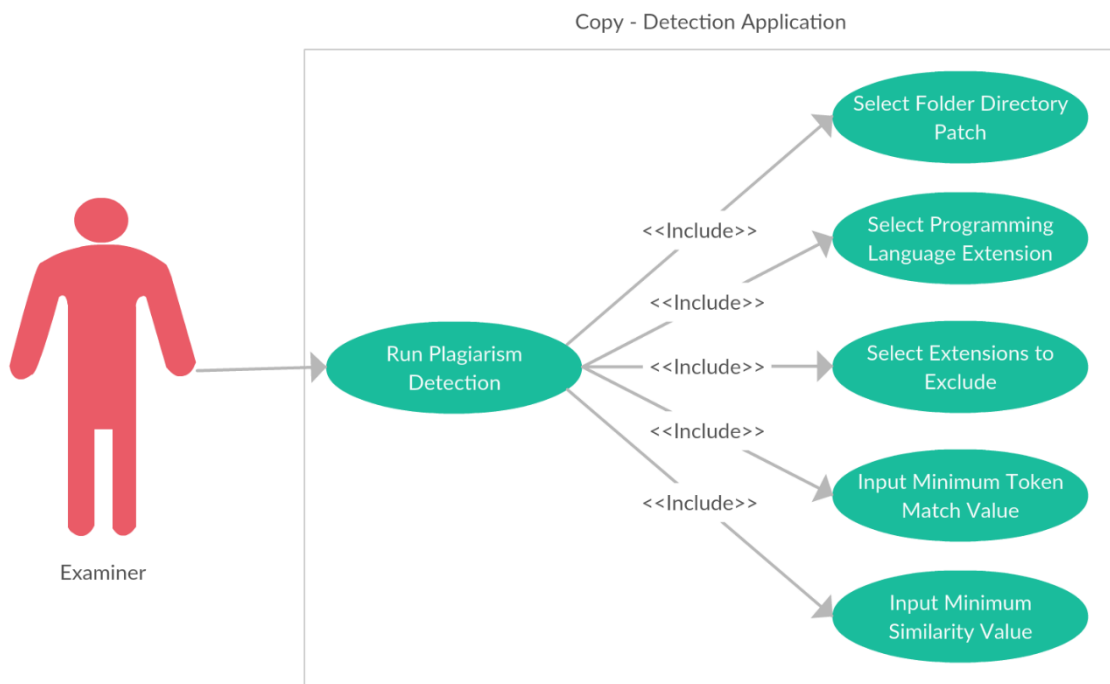 Copy - Detection Application
Select Folder Directory
Patch
<<Include>>
Select Programming
Language Extension
<<Include>>
Run Plagiarism
Detection
<<Include>>
Select Extensions to
Exclude
<<Include>>
Input Minimum Token
Match Value
<<Include>>
Examiner
Input Minimum
Similarity Value